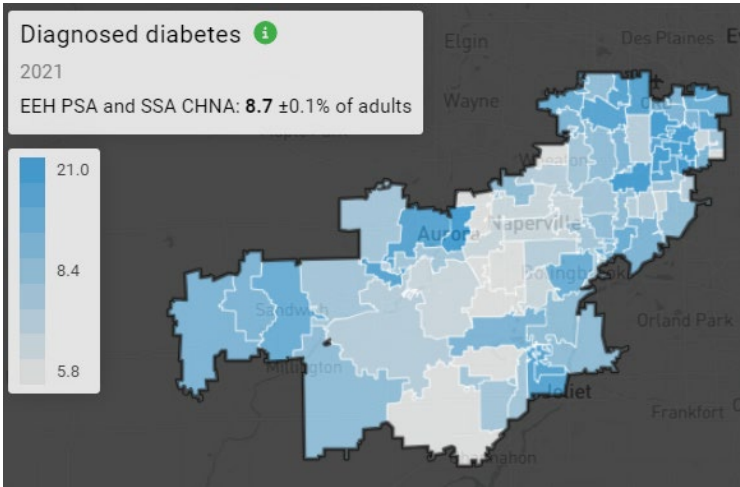 Diagnosed diabetes
2021
EEH PSA and SSA CHNA: 8.7 ±0.1% of adults
21.0
8.4
5.8
Elgin
Des Plaines
Wayne
Wheaton
Aurora
Naperville
Sandwich
Orland Park
Millington
Joliet
Frankfort